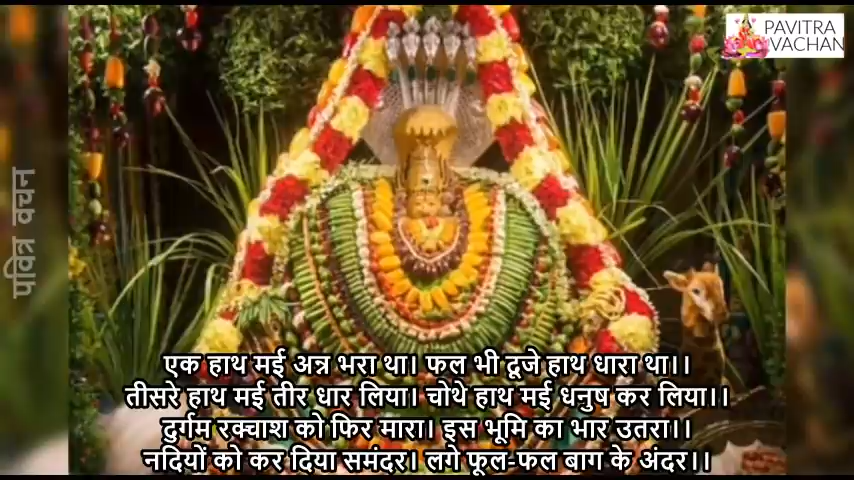 PAVITRA
VACHAN
पवित्र वचन
एक हाथ मई अन्न भरा था। फल भी दूजे हाथ धारा था।।
तीसरे हाथ मई तीर धार लिया। चोथे हाथ मई धनुष कर लिया।।
दुर्गम रक्चाश को फिर मारा। इस भूमि का भार उतरा।।
नदियों को कर दिया समंदर। लगे फूल-फल बाग के अंदर।।